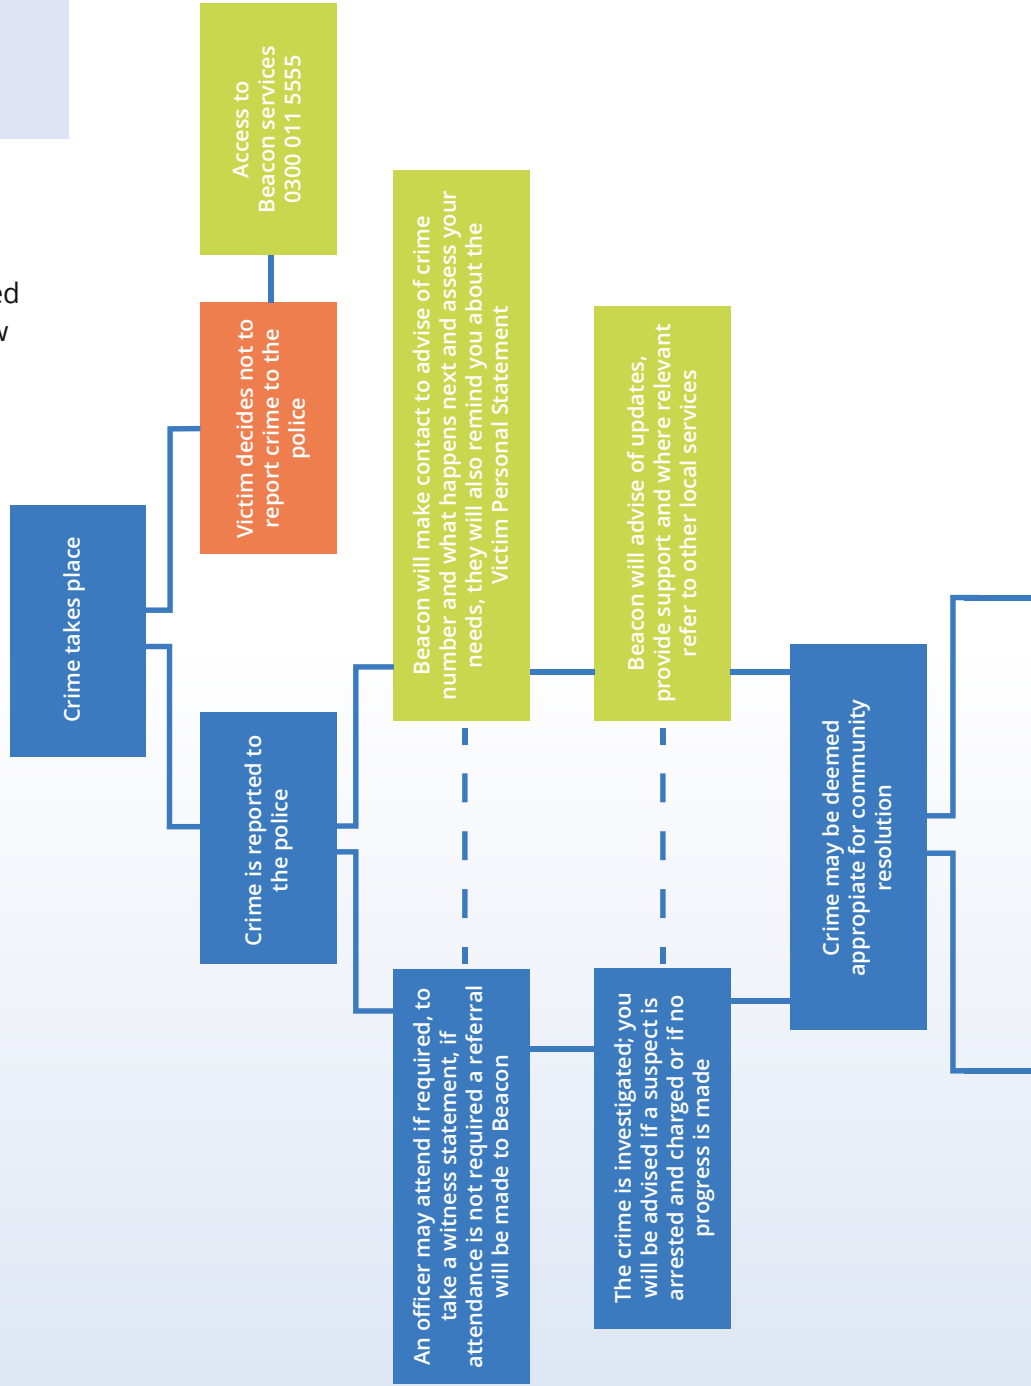 ed
w
Crime takes place
Crime is reported to
the police
Victim decides not to
report crime to the
police
Access to
Beacon services
0300 011 5555
An officer may attend if required, to
take a witness statement, if
attendance is not required a referral
will be made to Beacon
Beacon will make contact to advise of crime
number and what happens next and assess your
needs, they will also remind you about the
Victim Personal Statement
The crime is investigated; you
will be advised if a suspect is
arrested and charged or if no
progress is made
Beacon will advise of updates,
provide support and where relevant
refer to other local services
Crime may be deemed
appropiate for community
resolution